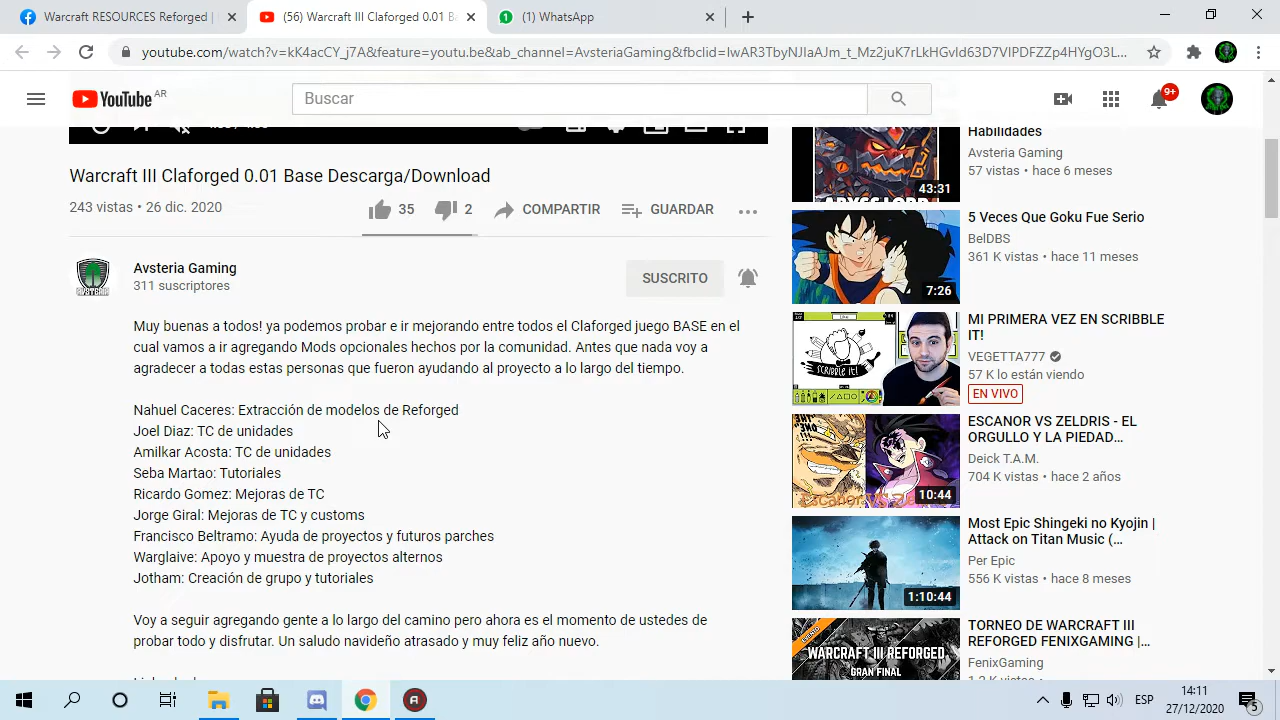 Warcraft RESOURCES Reforged |
(56) Warcraft III Claforged 0.01 B
(1) WhatsApp
youtube.com/watch?v=kK4acCY_j7A&feature=youtu.be&ab_channel=AvsteriaGaming&fbclid=IwAR3TbyNJIaAJm_t_Mz2juK7rLkHGvId63D7VIPDFZZp4HYgO3L...
YouTube AR
Buscar
9+
Warcraft III Claforged 0.01 Base Descarga/Download
243 vistas • 26 dic. 2020
35
2
COMPARTIR
GUARDAR
Avsteria Gaming
311 suscriptores
SUSCRITO
Muy buenas a todos! ya podemos probar e ir mejorando entre todos el Claforged juego BASE en el
cual vamos a ir agregando Mods opcionales hechos por la comunidad. Antes que nada voy a
agradecer a todas estas personas que fueron ayudando al proyecto a lo largo del tiempo.
Nahuel Caceres: Extracción de modelos de Reforged
Joel Diaz: TC de unidades
Amilkar Acosta: TC de unidades
Seba Martao: Tutoriales
Ricardo Gomez: Mejoras de TC
Jorge Giral: Mejoras de TC y customs
Francisco Beltramo: Ayuda de proyectos y futuros parches
Warglaive: Apoyo y muestra de proyectos alternos
Jotham: Creación de grupo y tutoriales
Voy a seguir agregando gente a lo largo del camino pero ahora es el momento de ustedes de
probar todo y disfrutar. Un saludo navideño atrasado y muy feliz año nuevo.
Habilidades
Avsteria Gaming
57 vistas • hace 6 meses
43:31
5 Veces Que Goku Fue Serio
BelDBS
361 K vistas • hace 11 meses
7:26
MI PRIMERA VEZ EN SCRIBBLE
IT!
VEGETTA777
57 K lo están viendo
EN VIVO
SCRIBBLE IT!
ESCANOR VS ZELDRIS - EL
ORGULLO Y LA PIEDAD...
Deick T.A.M.
704 K vistas • hace 2 años
10:44
Most Epic Shingeki no Kyojin |
Attack on Titan Music (...
Per Epic
556 K vistas • hace 8 meses
1:10:44
TORNEO DE WARCRAFT III
REFORGED FENIXGAMING |...
FenixGaming
WARCRAFT III REFORGED
GRAN FINAL
ESP
14:11
27/12/2020
5